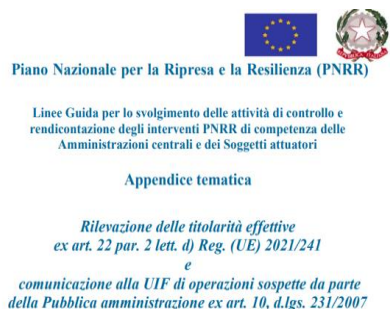 Piano Nazionale per la Ripresa e la Resilienza (PNRR)
Linee Guida per lo svolgimento delle attività di controllo e
rendicontazione degli interventi PNRR di competenza delle
Amministrazioni centrali e dei Soggetti attuatori
Appendice tematica
Rilevazione delle titolarità effettive
ex art. 22 par. 2 lett. d) Reg. (UE) 2021/241
e
comunicazione alla UIF di operazioni sospette da parte
della Pubblica amministrazione ex art. 10, d.lgs. 231/2007